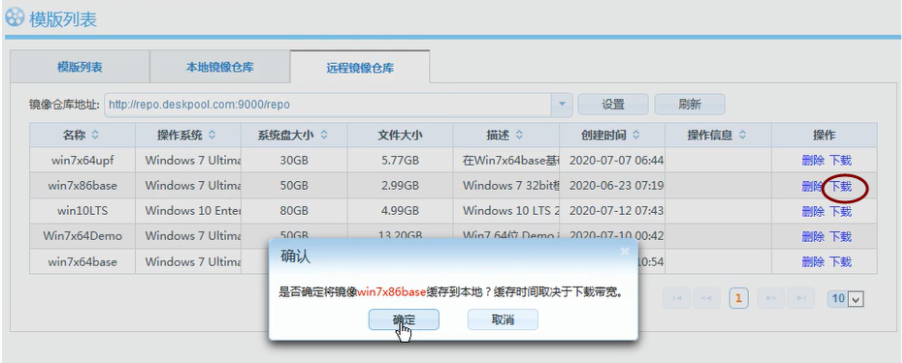 模版列表
模版列表 本地镜像仓库 远程镜像仓库
镜像仓库地址: http://repo.deskpool.com:9000/repo 设置 刷新
名称 操作系统 系统盘大小 文件大小 描述 创建时间 操作信息 操作
win7x64upf Windows 7 Ultima 30GB 5.77GB 在Win7x64base基 2020-07-07 06:44 删除 下载
win7x86base Windows 7 Ultima 50GB 2.99GB Windows 7 32bit 2020-06-23 07:19 删除 下载
win10LTS Windows 10 Enter 80GB 4.99GB Windows 10 LTS 2 2020-07-12 07:43 删除 下载
Win7x64Demo Windows 7 Ultima 50GB 13.20GB Win7 64位 Demo 2020-07-10 00:42 删除 下载
win7x64base Windows 7 Ultima 10:54 删除 下载
确认
是否确定将镜像win7x86base缓存到本地？缓存时间取决于下载带宽。
确定 取消
1 10